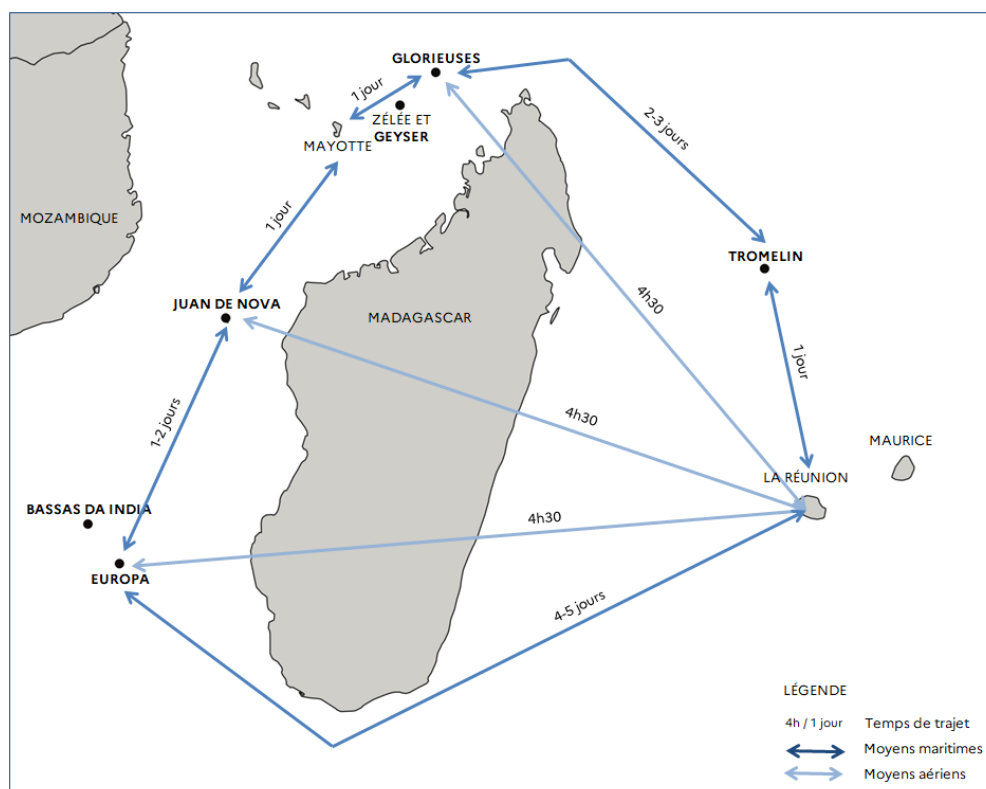 GLORIEUSES
1 jour
ZÉLÉE ET
GEYSER
MAYOTTE
2-3 jours
MOZAMBIQUE
1 jour
TROMELIN
JUAN DE NOVA
MADAGASCAR
4h30
1 jour
1-2 jours
4h30
MAURICE
LA RÉUNION
BASSAS DA INDIA
4h30
EUROPA
4-5 jours
LÉGENDE
4h / 1 jour Temps de trajet
Moyens maritimes
Moyens aériens